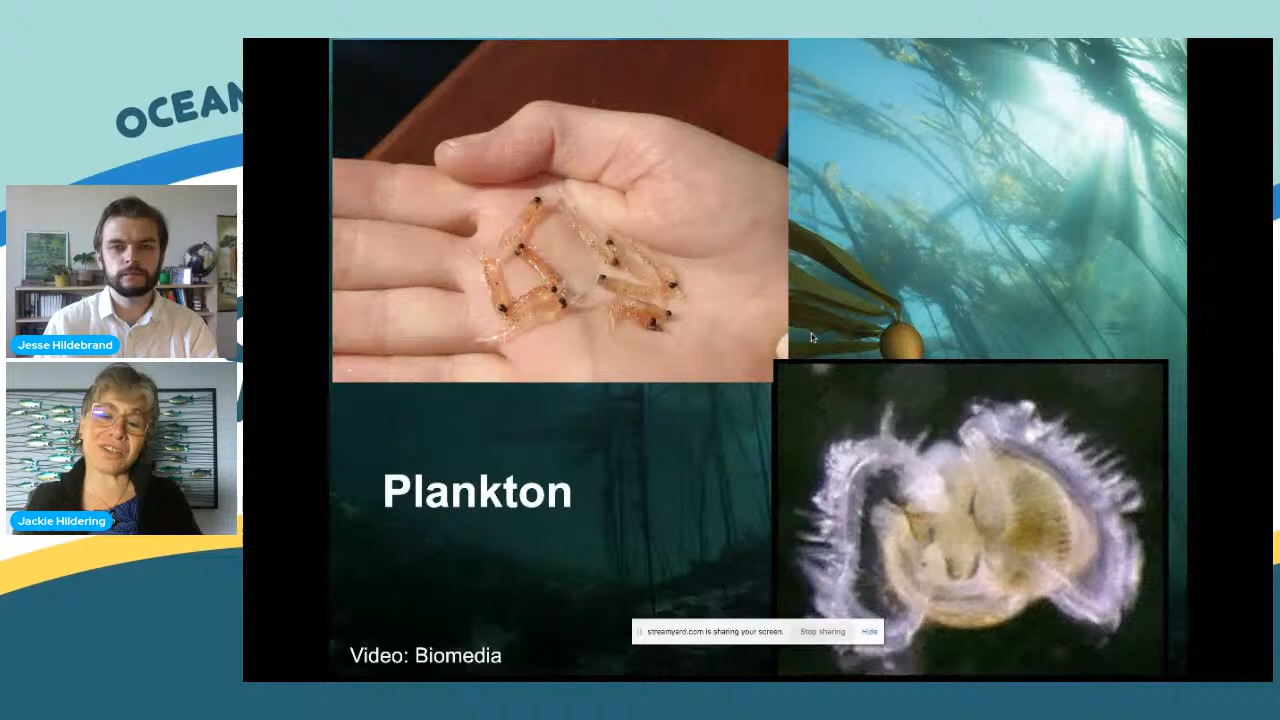 OCEAN
Jesse Hildebrand
Jackie Hildering
Plankton
streamyard.com is sharing your screen. Stop sharing Hide
Video: Biomedia